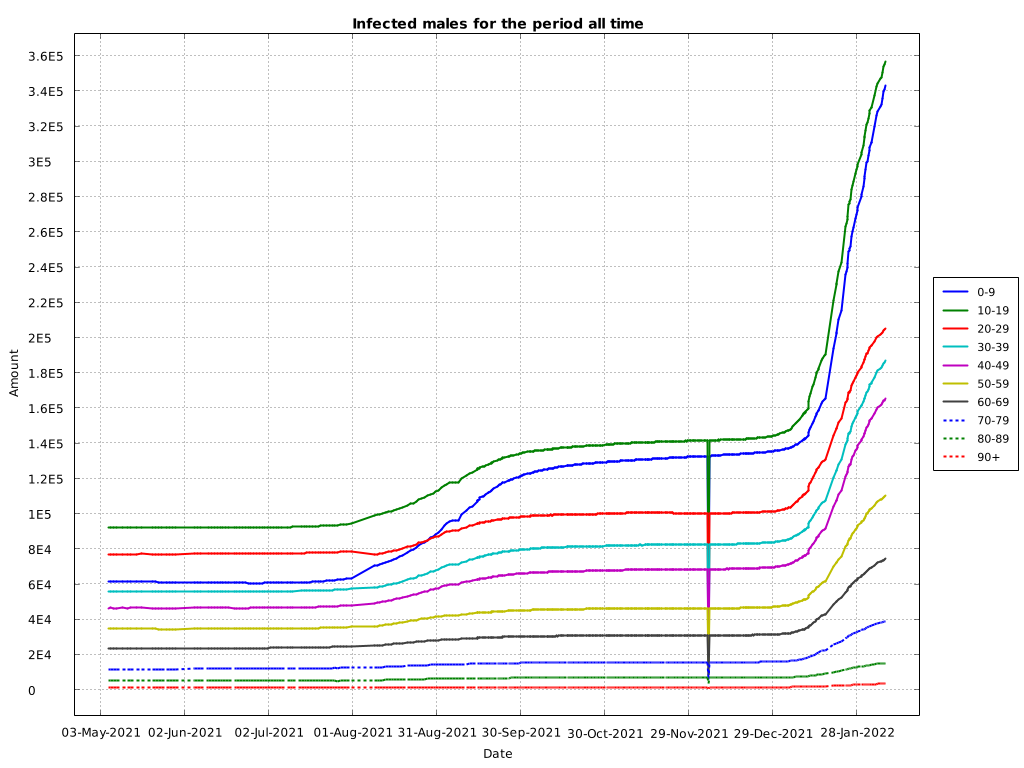 Infected males for the period all time
3.6E5
3.4E5
3.2E5
3E5
2.8E5
2.6E5
2.4E5
2.2E5
2E5
1.8E5
1.6E5
1.4E5
1.2E5
1E5
8E4
6E4
4E4
2E4
0
Amount
03-May-2021 02-Jun-2021 02-Jul-2021 01-Aug-2021 31-Aug-2021 30-Sep-2021 30-Oct-2021 29-Nov-2021 29-Dec-2021 28-Jan-2022
Date
0-9
10-19
20-29
30-39
40-49
50-59
60-69
70-79
80-89
90+